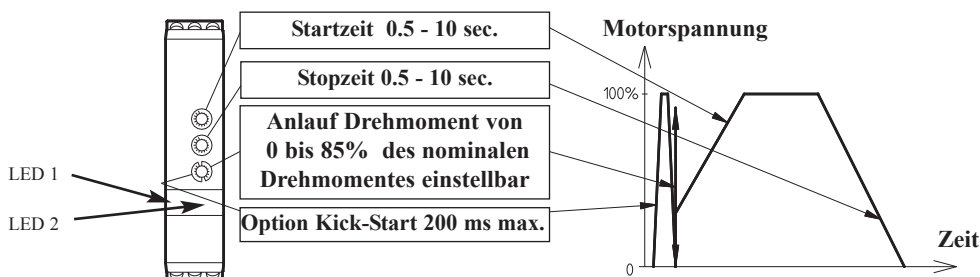 Startzeit 0.5 - 10 sec.
Motorspannung
Stopzeit 0.5 - 10 sec.
100%
Anlauf Drehmoment von
0 bis 85% des nominalen
Drehmomentes einstellbar
LED 1
LED 2
Option Kick-Start 200 ms max.
Zeit
0